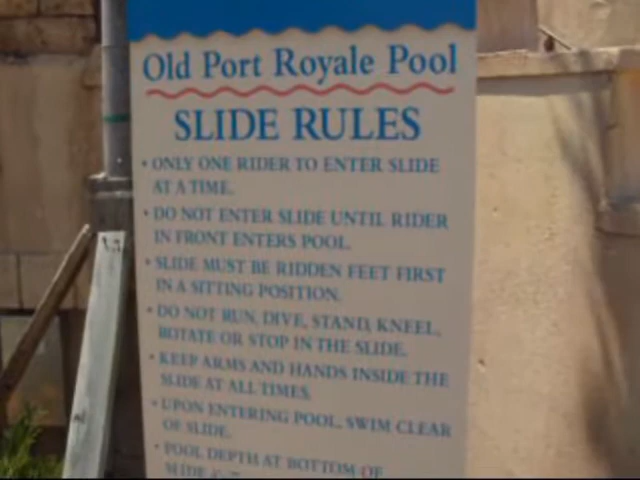 Old Port Royale Pool
SLIDE RULES
• ONLY ONE RIDER TO ENTER SLIDE
AT A TIME.
• DO NOT ENTER SLIDE UNTIL RIDER
IN FRONT ENTERS POOL.
• SLIDE MUST BE RIDDEN FEET FIRST
IN A SITTING POSITION.
• DO NOT RUN, DIVE, STAND, KNEEL,
ROTATE OR STOP IN THE SLIDE.
• KEEP ARMS AND HANDS INSIDE THE
SLIDE AT ALL TIMES.
• UPON ENTERING POOL, SWIM CLEAR
OF SLIDE.
• POOL DEPTH AT BOTTOM OF
SLIDE